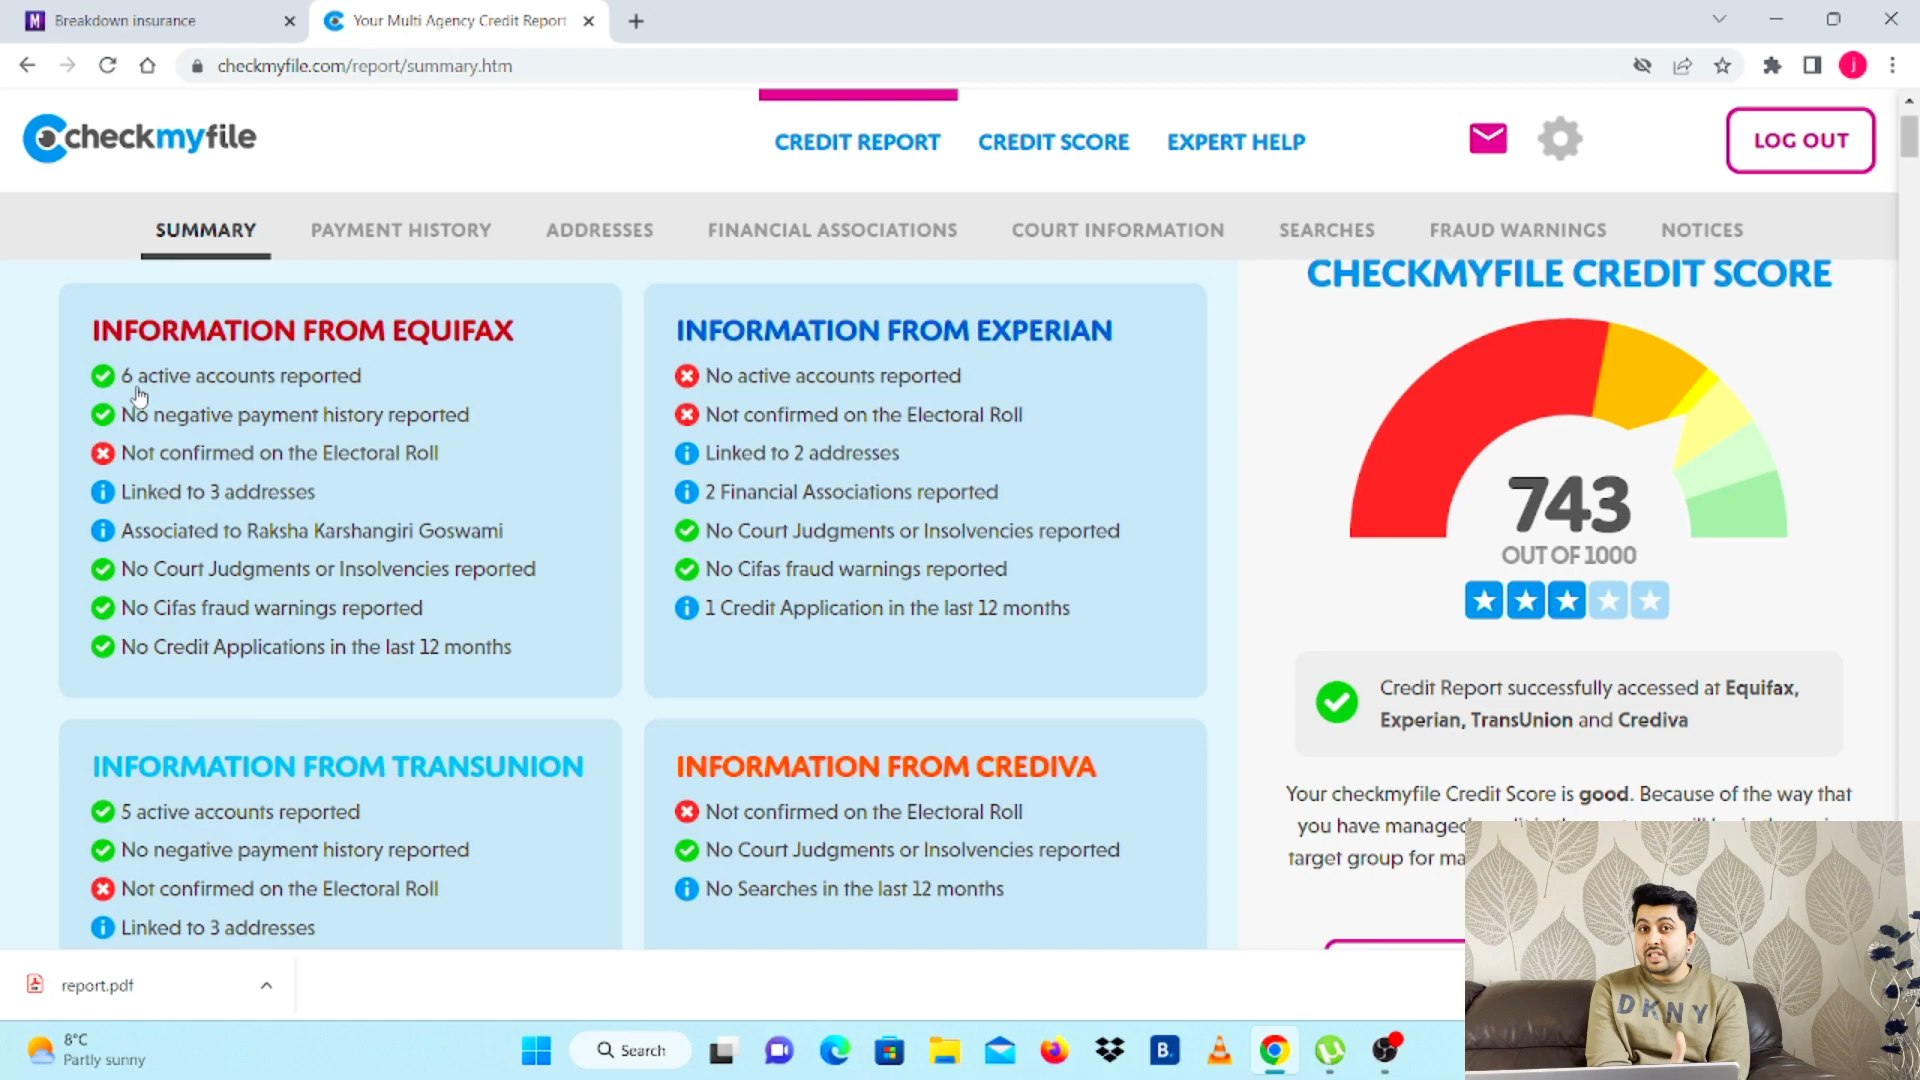 Breakdown insurance
Your Multi Agency Credit Report
checkmyfile.com/report/summary.htm
j
checkmyfile
CREDIT REPORT
CREDIT SCORE
EXPERT HELP
LOG OUT
SUMMARY
PAYMENT HISTORY
ADDRESSES
FINANCIAL ASSOCIATIONS
COURT INFORMATION
SEARCHES
FRAUD WARNINGS
NOTICES
INFORMATION FROM EQUIFAX
6 active accounts reported
No negative payment history reported
Not confirmed on the Electoral Roll
Linked to 3 addresses
Associated to Raksha Karshangiri Goswami
No Court Judgments or Insolvencies reported
No Cifas fraud warnings reported
No Credit Applications in the last 12 months
INFORMATION FROM EXPERIAN
No active accounts reported
Not confirmed on the Electoral Roll
Linked to 2 addresses
2 Financial Associations reported
No Court Judgments or Insolvencies reported
No Cifas fraud warnings reported
1 Credit Application in the last 12 months
INFORMATION FROM TRANSUNION
5 active accounts reported
No negative payment history reported
Not confirmed on the Electoral Roll
Linked to 3 addresses
INFORMATION FROM CREDIVA
Not confirmed on the Electoral Roll
No Court Judgments or Insolvencies reported
No Searches in the last 12 months
CHECKMYFILE CREDIT SCORE
743
OUT OF 1000
Credit Report successfully accessed at Equifax,
Experian, TransUnion and Crediva
Your checkmyfile Credit Score is good. Because of the way that
you have managed
target group for ma
DKNY
report.pdf
8°C
Partly sunny
Search
B.